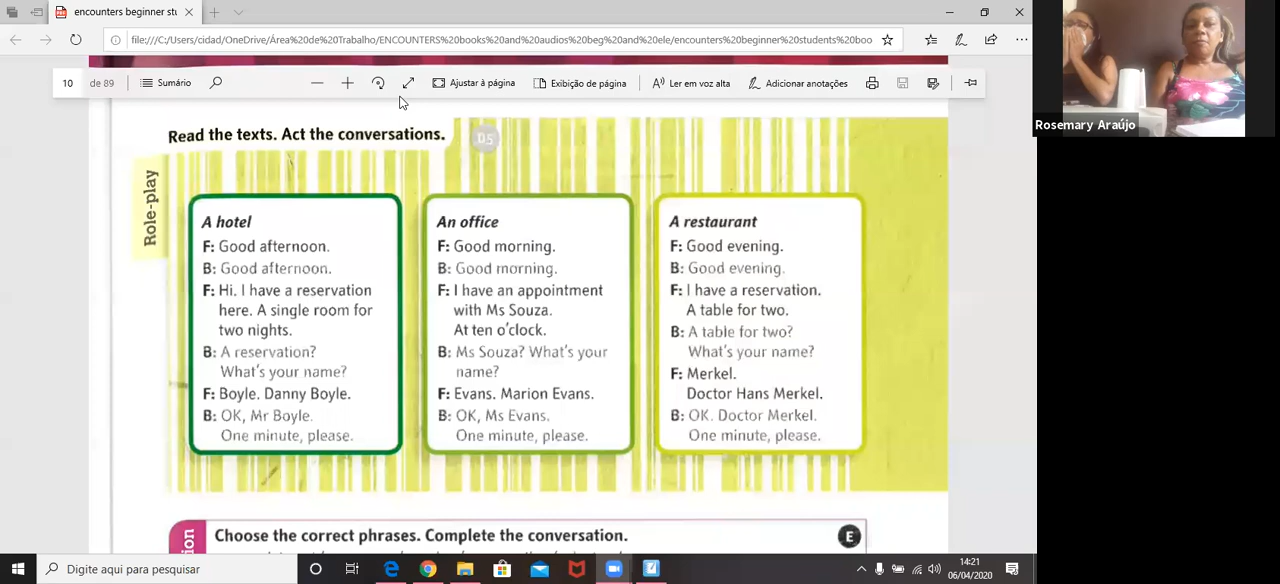 encounters beginner stu
file:///C:/Users/cidad/OneDrive/Área%20de%20Trabalho/ENCOUNTERS%20books%20and%20audios%20beg%20and%20ele/encounters%20beginner%20students%20boo
10 de 89 Sumário Ajustar à página Exibição de página Ler em voz alta Adicionar anotações
Rosemary Araújo
Read the texts. Act the conversations. D5
Role-play
A hotel
F: Good afternoon.
B: Good afternoon.
F: Hi. I have a reservation
here. A single room for
two nights.
B: A reservation?
What's your name?
F: Boyle. Danny Boyle.
B: OK, Mr Boyle.
One minute, please.
An office
F: Good morning.
B: Good morning.
F: I have an appointment
with Ms Souza.
At ten o'clock.
B: Ms Souza? What's your
name?
F: Evans. Marion Evans.
B: OK, Ms Evans.
One minute, please.
A restaurant
F: Good evening.
B: Good evening.
F: I have a reservation.
A table for two.
B: A table for two?
What's your name?
F: Merkel.
Doctor Hans Merkel.
B: OK. Doctor Merkel.
One minute, please.
ion
Choose the correct phrases. Complete the conversation. E
Digite aqui para pesquisar
14:21
06/04/2020